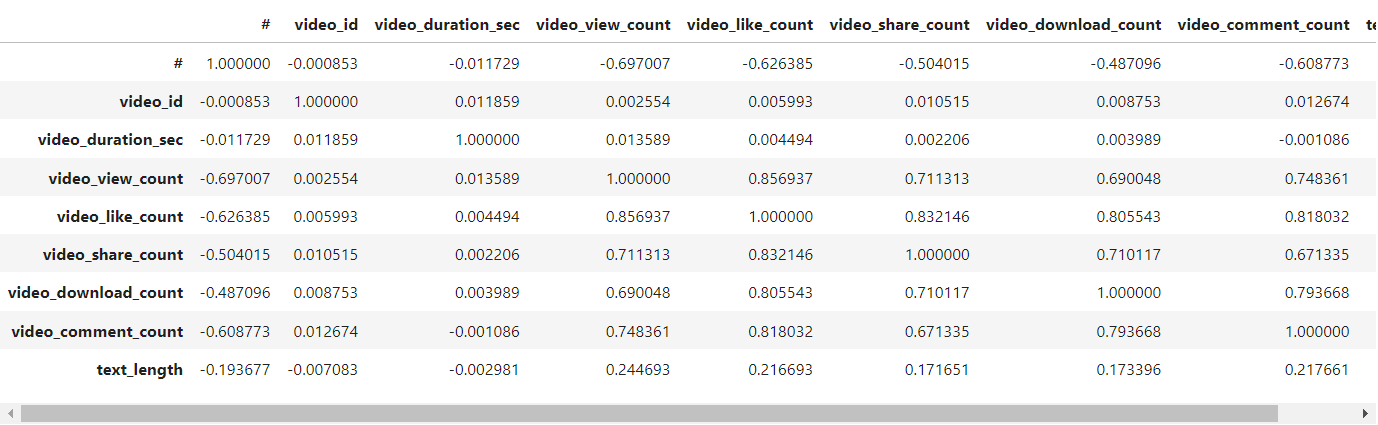 # video_id video_duration_sec video_view_count video_like_count video_share_count video_download_count video_comment_count te
# 1.000000 -0.000853 -0.011729 -0.697007 -0.626385 -0.504015 -0.487096 -0.608773
video_id -0.000853 1.000000 0.011859 0.002554 0.005993 0.010515 0.008753 0.012674
video_duration_sec -0.011729 0.011859 1.000000 0.013589 0.004494 0.002206 0.003989 -0.001086
video_view_count -0.697007 0.002554 0.013589 1.000000 0.856937 0.711313 0.690048 0.748361
video_like_count -0.626385 0.005993 0.004494 0.856937 1.000000 0.832146 0.805543 0.818032
video_share_count -0.504015 0.010515 0.002206 0.711313 0.832146 1.000000 0.710117 0.671335
video_download_count -0.487096 0.008753 0.003989 0.690048 0.805543 0.710117 1.000000 0.793668
video_comment_count -0.608773 0.012674 -0.001086 0.748361 0.818032 0.671335 0.793668 1.000000
text_length -0.193677 -0.007083 -0.002981 0.244693 0.216693 0.171651 0.173396 0.217661